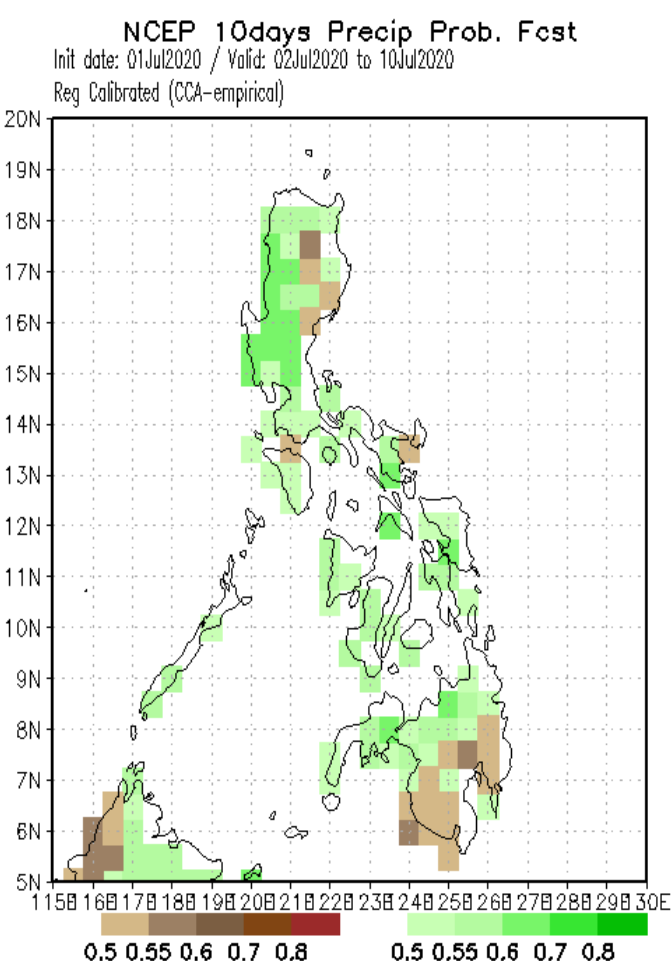 NCEP 10days Precip Prob. Fcst
Init date: 01Jul2020 / Valid: 02Jul2020 to 10Jul2020
Reg Calibrated (CCA-empirical)
20N
19N
18N
17N
16N
15N
14N
13N
12N
11N
10N
9N
8N
7N
6N
5N
115E 116E 117E 118E 119E 120E 121E 122E 123E 124E 125E 126E 127E 128E 129E 130E
0.5 0.55 0.6 0.7 0.8 0.5 0.55 0.6 0.7 0.8